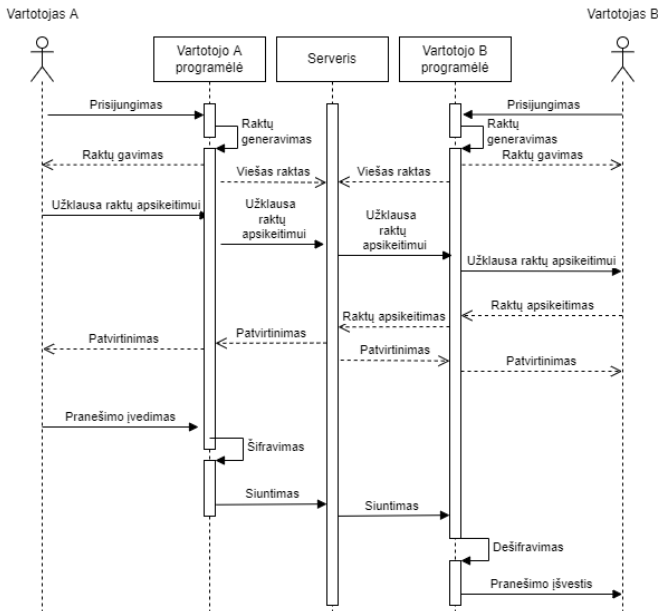 Vartotojas A
Vartotojas B
Vartotojo A
programėlė
Serveris
Vartotojo B
programėlė
Prisijungimas
Prisijungimas
Raktų
generavimas
Raktų
generavimas
Raktų gavimas
Raktų gavimas
Viešas raktas
Viešas raktas
Užklausa raktų apsikeitimui
Užklausa
raktų
apsikeitimui
Užklausa
raktų
apsikeitimui
Užklausa raktų apsikeitimui
Raktų apsikeitimas
Raktų apsikeitimas
Patvirtinimas
Patvirtinimas
Patvirtinimas
Patvirtinimas
Pranešimo įvedimas
Šifravimas
Siuntimas
Siuntimas
Dešifravimas
Pranešimo išvestis